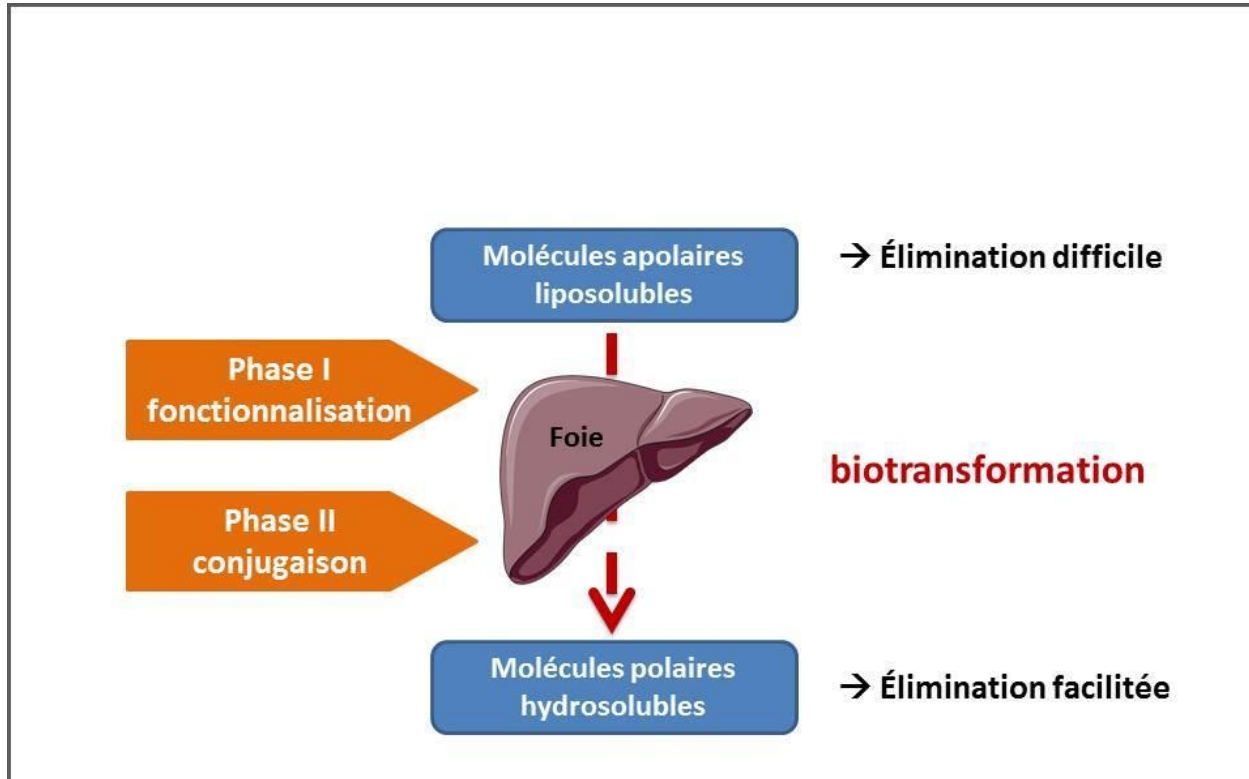 Molécules apolaires
liposolubles
→ Élimination difficile
Phase I
fonctionnalisation
Foie
biotransformation
Phase II
conjugaison
Molécules polaires
hydrosolubles
→ Élimination facilitée